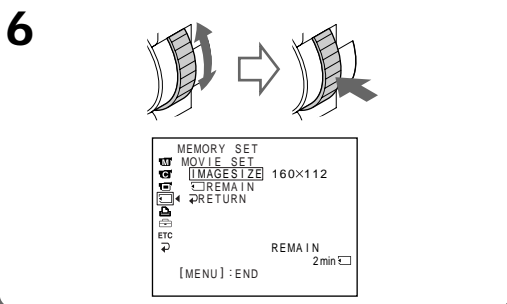 6
MEMORY SET
MOVIE SET
IMAGESIZE 160×112
REMAIN
RETURN
ETC
REMAIN
2min
[MENU]:END